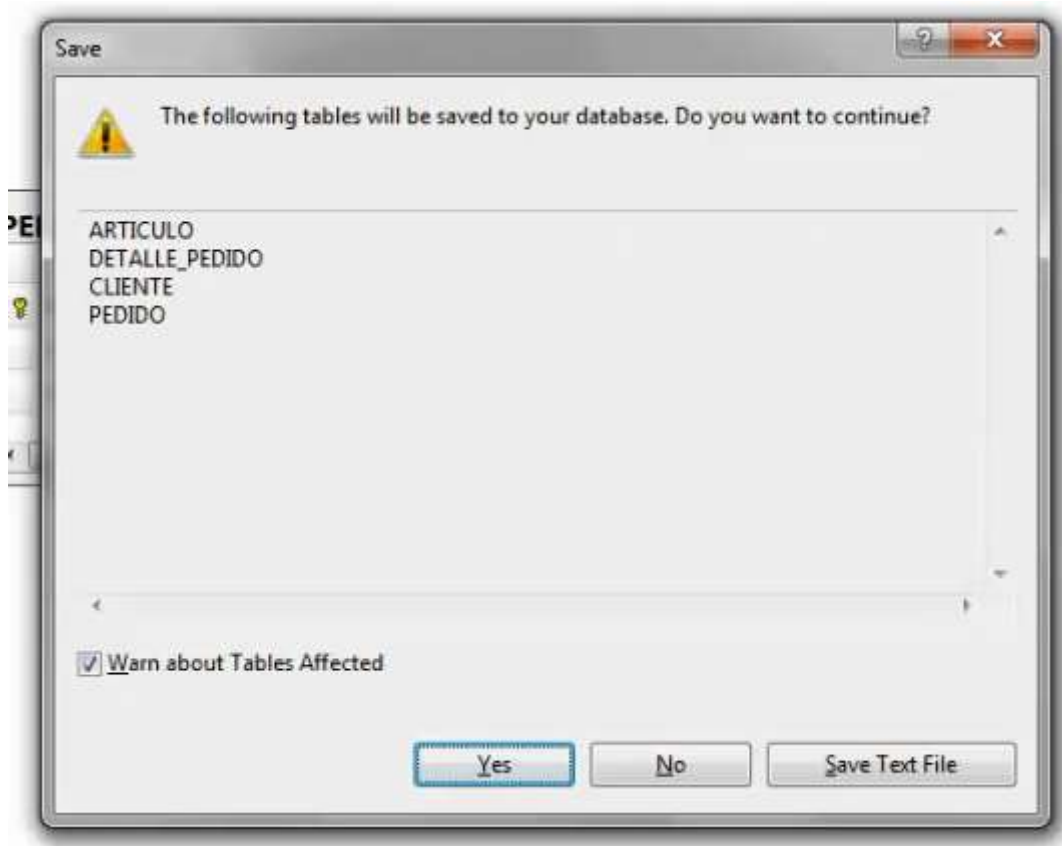 Save
The following tables will be saved to your database. Do you want to continue?
PE
ARTICULO
DETALLE_PEDIDO
CLIENTE
PEDIDO
Warn about Tables Affected
Yes
No
Save Text File